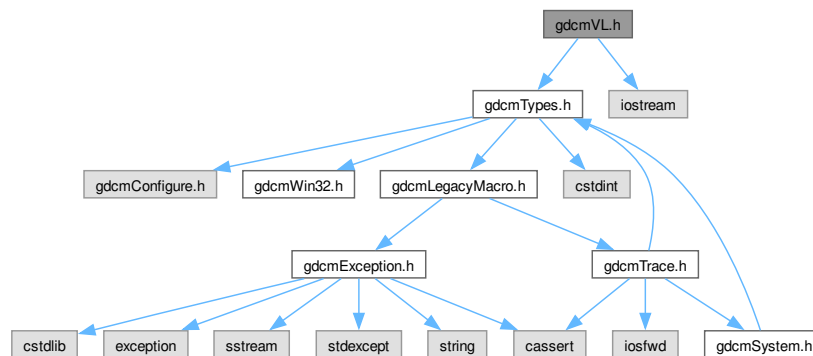 gdcmVL.h
gdcmTypes.h
iostream
gdcmConfigure.h
gdcmWin32.h
gdcmLegacyMacro.h
cstdint
gdcmException.h
gdcmTrace.h
cstdlib
exception
sstream
stdexcept
string
cassert
iosfwd
gdcmSystem.h